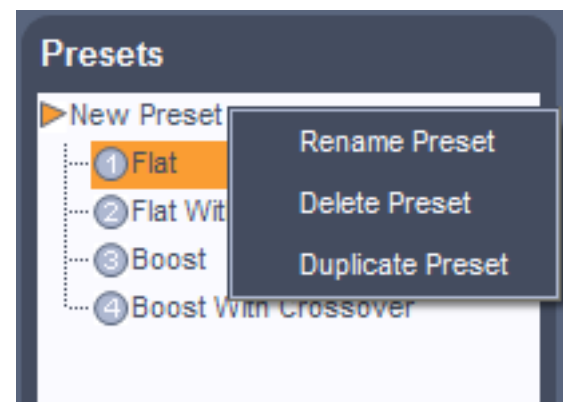 Presets
New Preset
1 Flat
2 Flat Wit
3 Boost
4 Boost With Crossover
Rename Preset
Delete Preset
Duplicate Preset